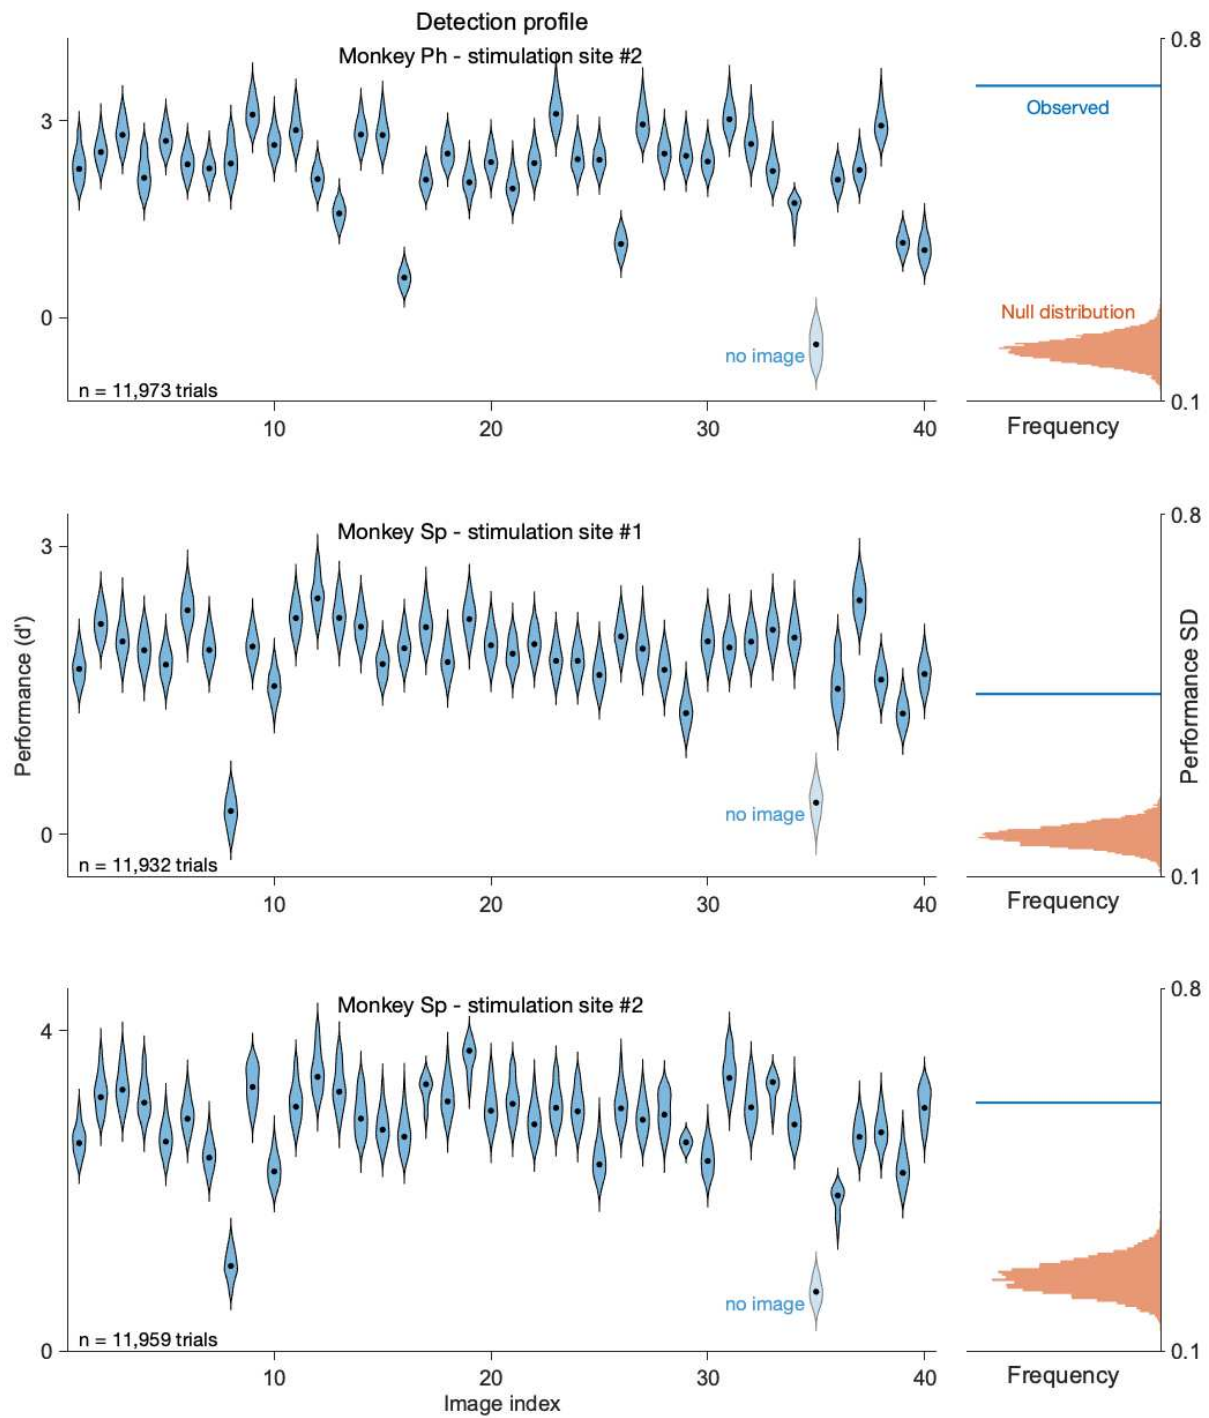 Detection profile
Monkey Ph - stimulation site #2
0.8
3
Observed
0
Null distribution
no image
n = 11,973 trials
0.1
10
20
30
40
Frequency
Monkey Sp - stimulation site #1
0.8
3
Performance (d')
Performance SD
no image
0
n = 11,932 trials
0.1
10
20
30
40
Frequency
Monkey Sp - stimulation site #2
0.8
4
no image
n = 11,959 trials
0
0.1
10
20
30
40
Frequency
Image index